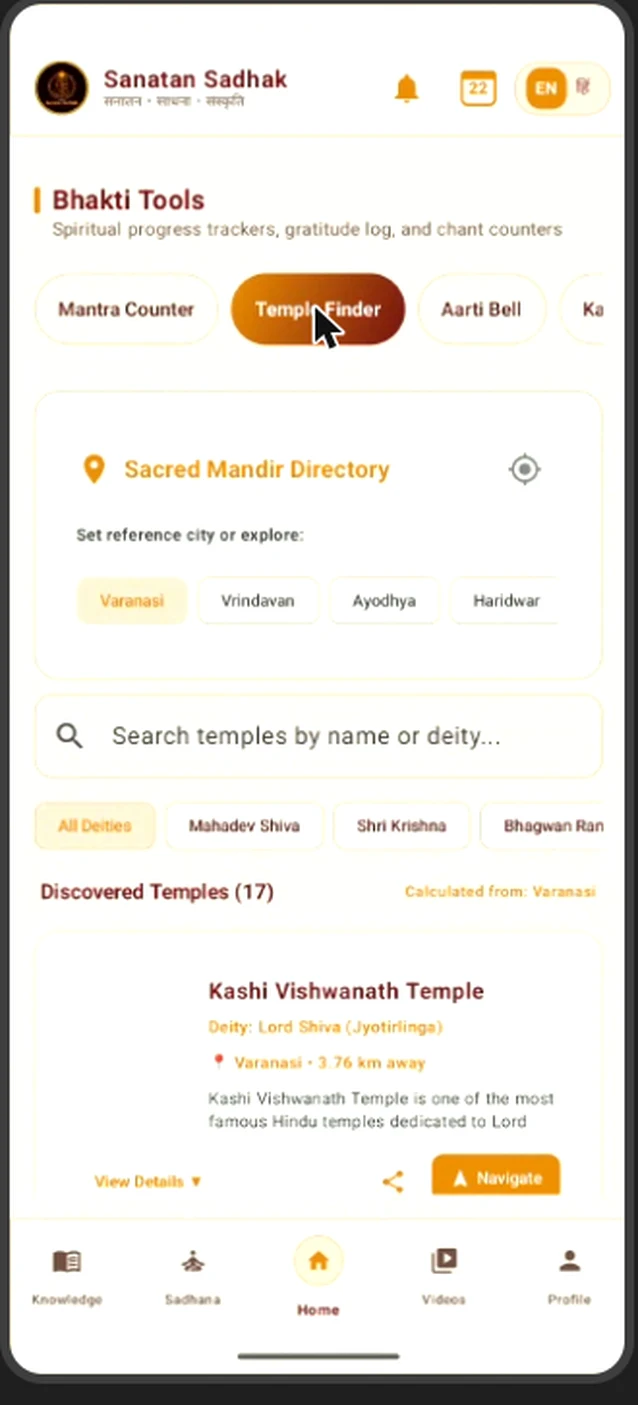 Sanatan Sadhak
सनातन • साधना • संस्कृति
22
EN हिं
Bhakti Tools
Spiritual progress trackers, gratitude log, and chant counters
Mantra Counter
Temple Finder
Aarti Bell
Ka
Sacred Mandir Directory
Set reference city or explore:
Varanasi
Vrindavan
Ayodhya
Haridwar
Search temples by name or deity...
All Deities
Mahadev Shiva
Shri Krishna
Bhagwan Ran
Discovered Temples (17)
Calculated from: Varanasi
Kashi Vishwanath Temple
Deity: Lord Shiva (Jyotirlinga)
📍 Varanasi • 3.76 km away
Kashi Vishwanath Temple is one of the most
famous Hindu temples dedicated to Lord
View Details ▼
Navigate
Knowledge
Sadhana
Home
Videos
Profile